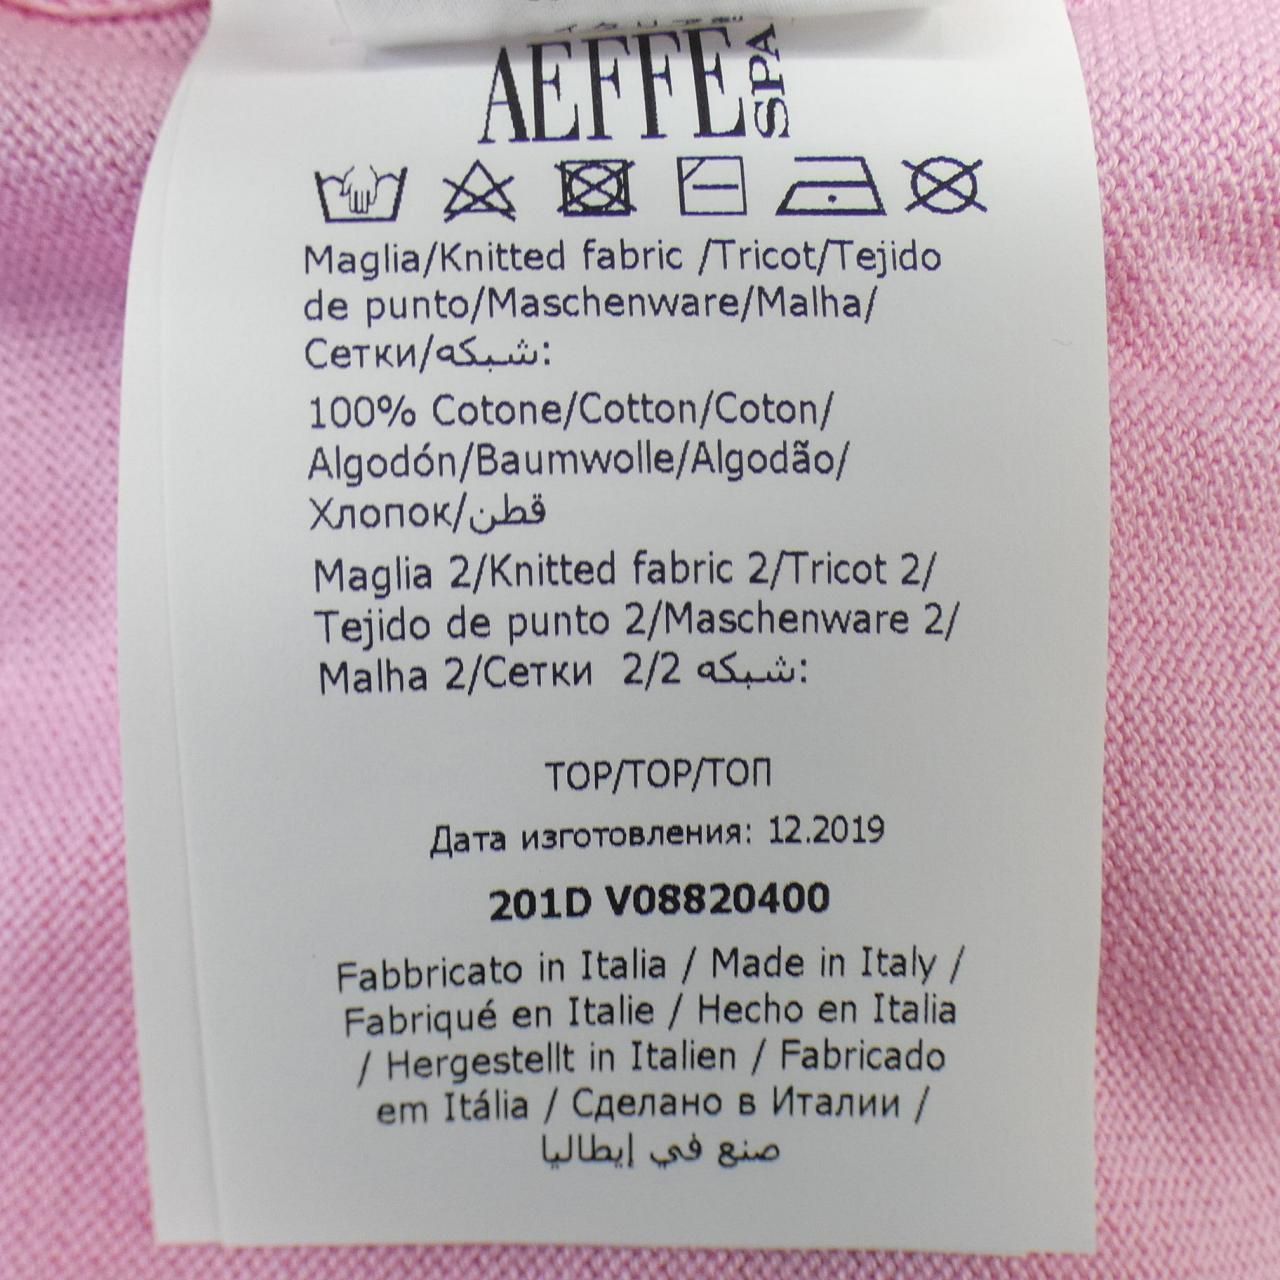 AEFFE SPA
Maglia/Knitted fabric /Tricot/Tejido
de punto/Maschenware/Malha/
Сетки/شبكه:
100% Cotone/Cotton/Coton/
Algodón/Baumwolle/Algodão/
Хлопок/قطن
Maglia 2/Knitted fabric 2/Tricot 2/
Tejido de punto 2/Maschenware 2/
Malha 2/Сетки 2/2 شبكه:
TOP/TOP/ТОП
Дата изготовления: 12.2019
201D V08820400
Fabbricato in Italia / Made in Italy /
Fabriqué en Italie / Hecho en Italia
/ Hergestellt in Italien / Fabricado
em Itália / Сделано в Италии /
صنع في إيطاليا